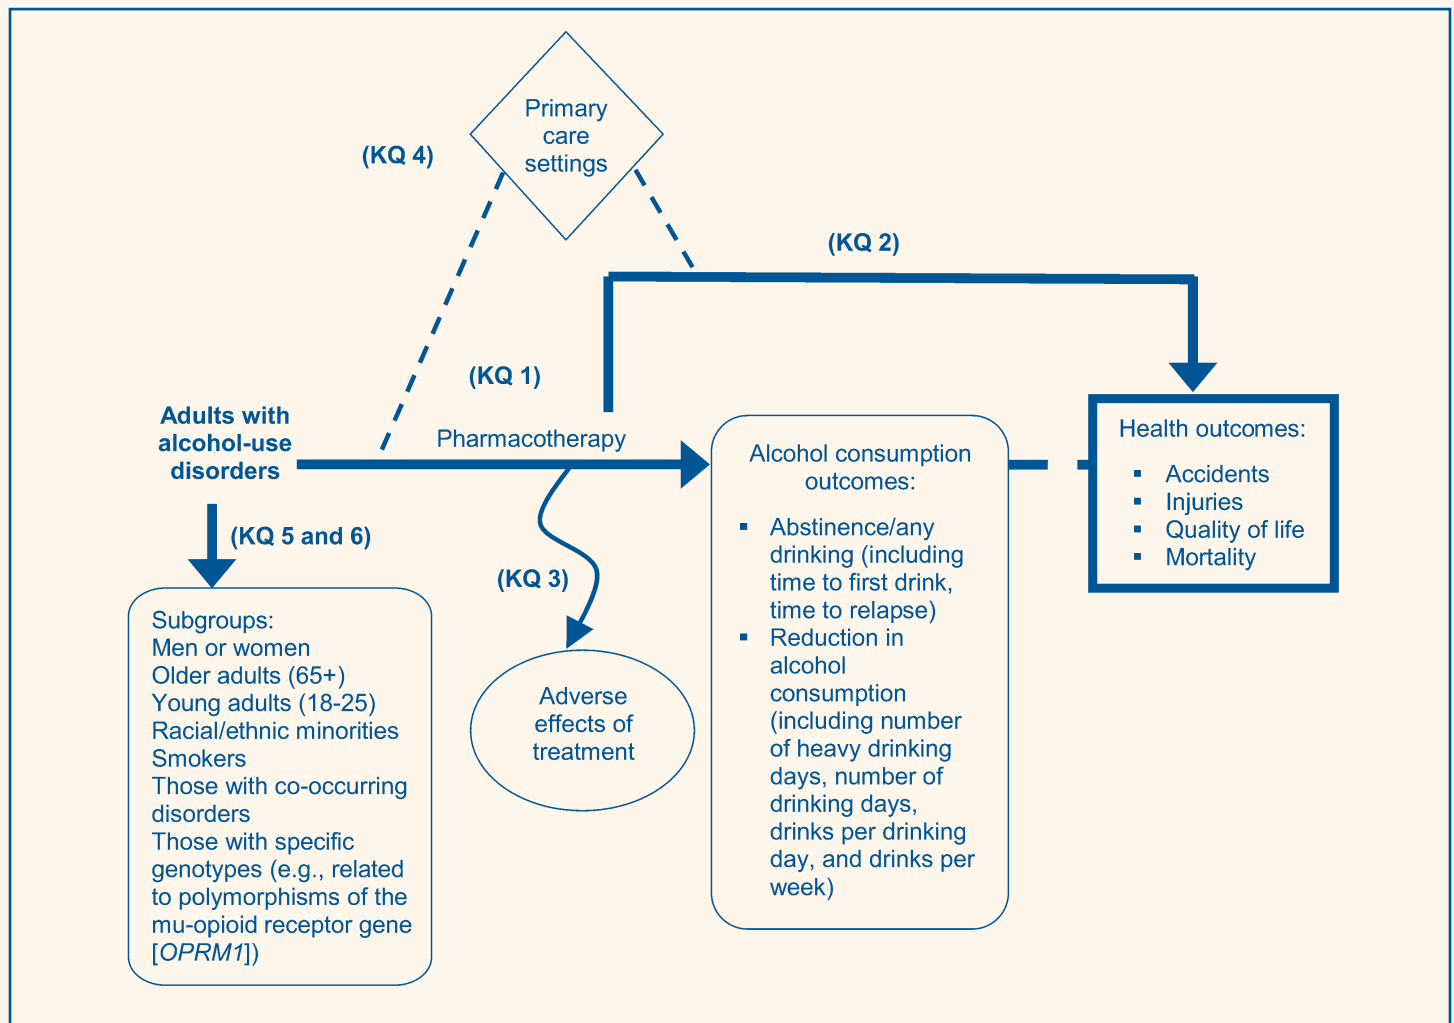 Primary
care
settings
(KQ 4)
(KQ 2)
(KQ 1)
Adults with
alcohol-use
disorders
Pharmacotherapy
(KQ 5 and 6)
(KQ 3)
Subgroups:
Men or women
Older adults (65+)
Young adults (18-25)
Racial/ethnic minorities
Smokers
Those with co-occurring
disorders
Those with specific
genotypes (e.g., related
to polymorphisms of the
mu-opioid receptor gene
[OPRM1])
Adverse
effects of
treatment
Alcohol consumption
outcomes:
▪ Abstinence/any
drinking (including
time to first drink,
time to relapse)
▪ Reduction in
alcohol
consumption
(including number
of heavy drinking
days, number of
drinking days,
drinks per drinking
day, and drinks per
week)
Health outcomes:
▪ Accidents
▪ Injuries
▪ Quality of life
▪ Mortality